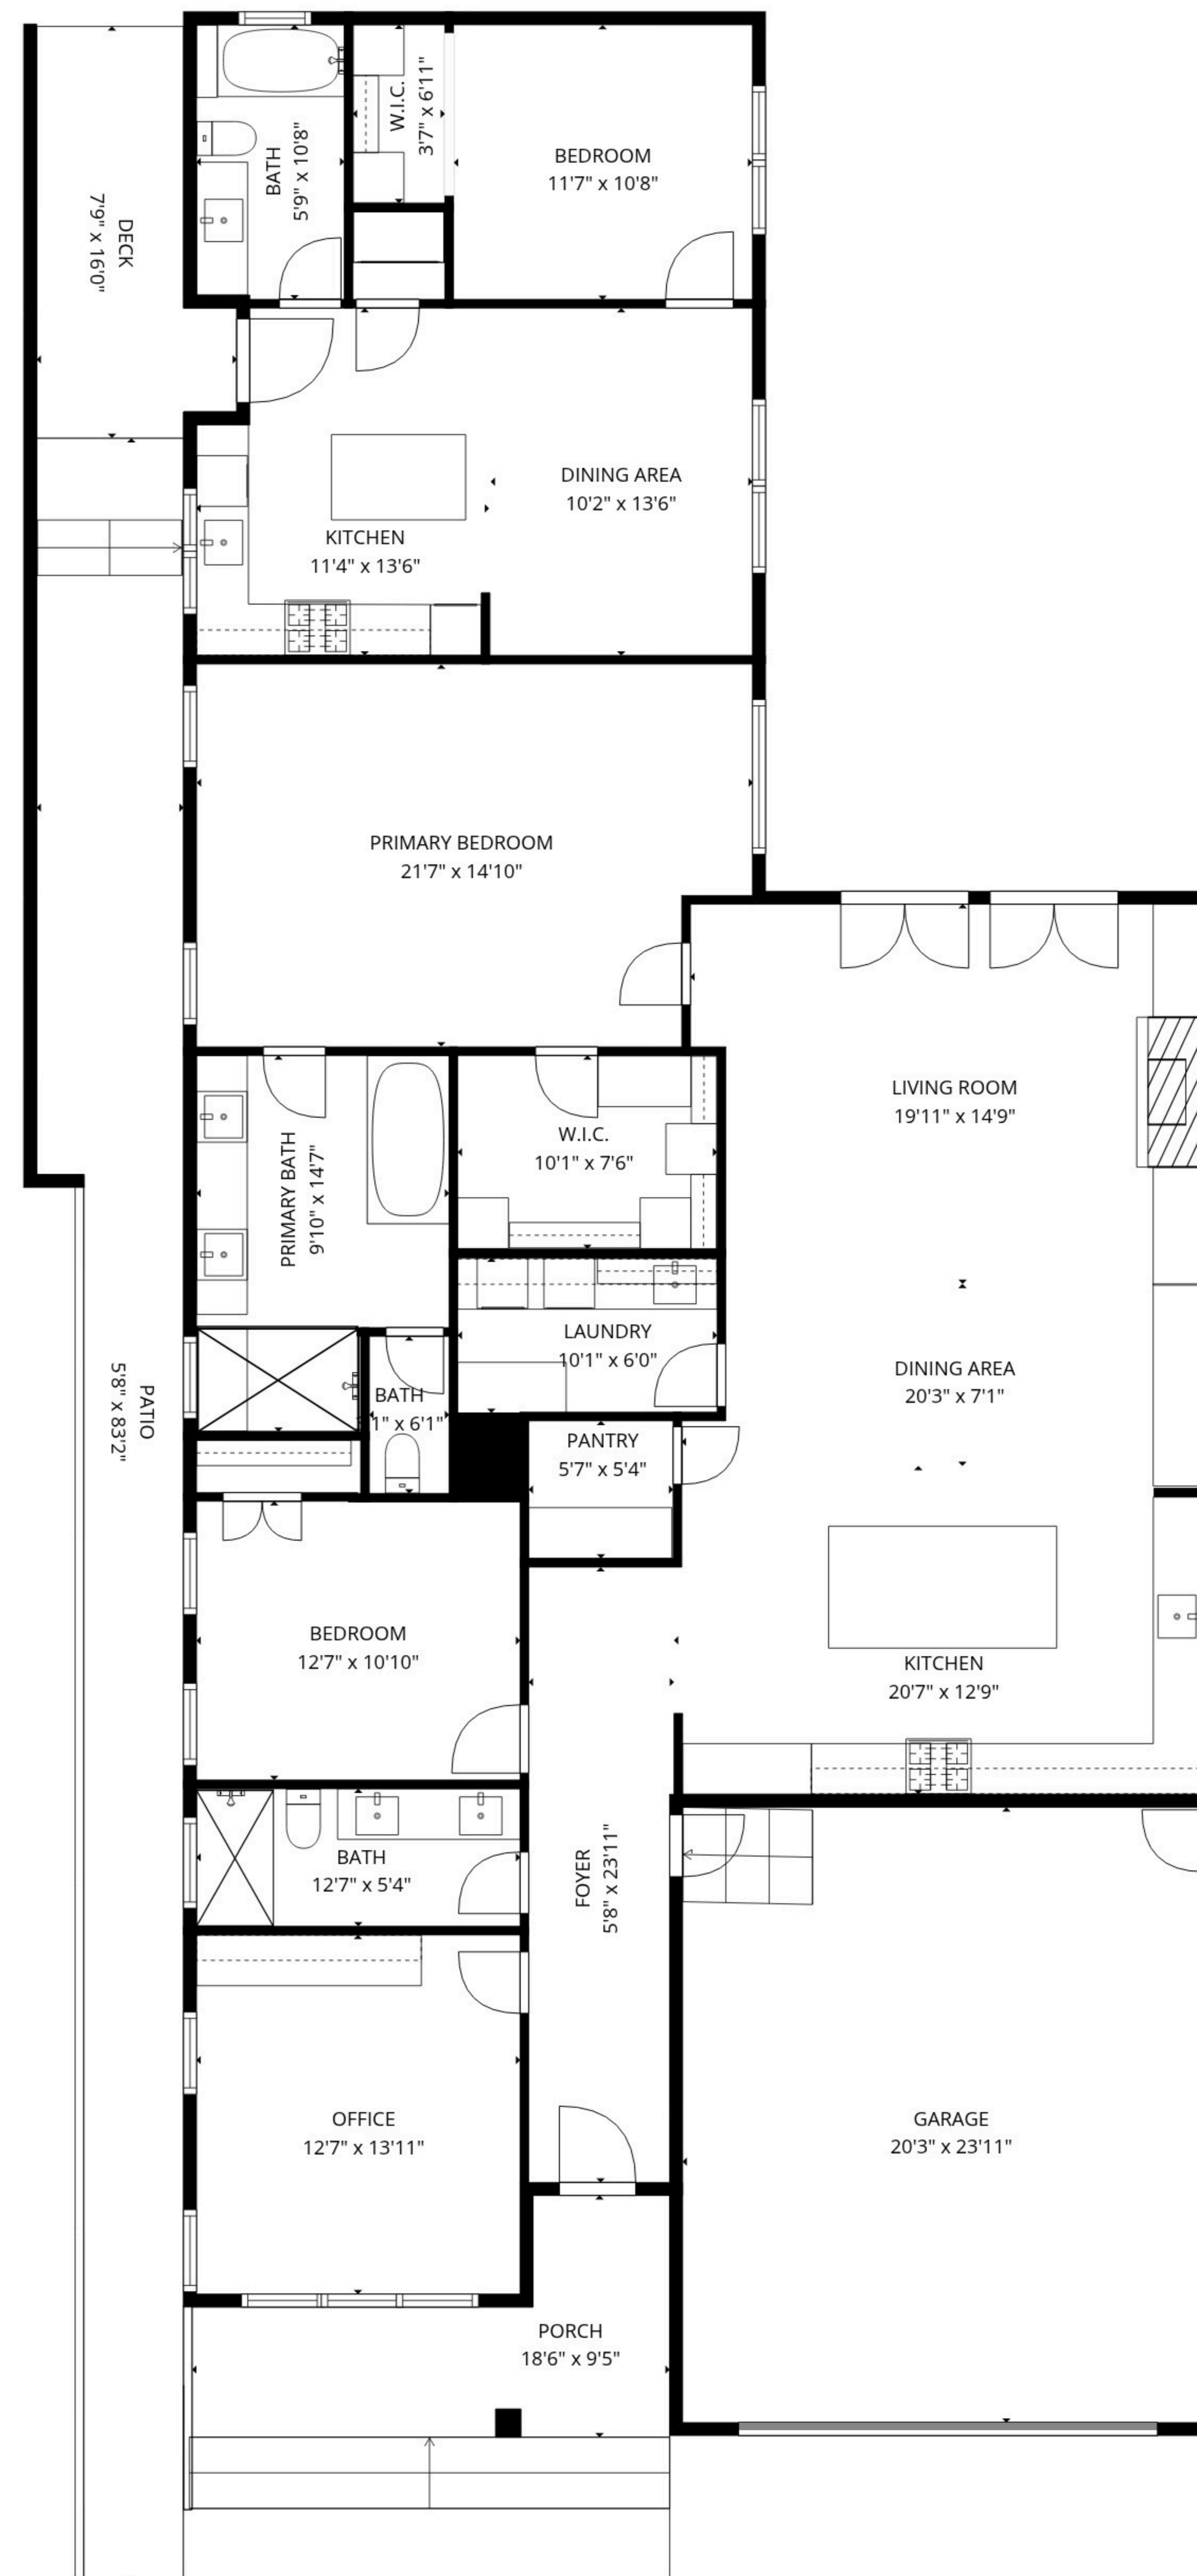 W.I.C.
3'7" x 6'11"
BATH
5'9" x 10'8"
BEDROOM
11'7" x 10'8"
DECK
7'9" x 16'0"
DINING AREA
10'2" x 13'6"
KITCHEN
11'4" x 13'6"
PRIMARY BEDROOM
21'7" x 14'10"
LIVING ROOM
19'11" x 14'9"
W.I.C.
10'1" x 7'6"
PRIMARY BATH
9'10" x 14'7"
LAUNDRY
10'1" x 6'0"
DINING AREA
20'3" x 7'1"
PATIO
5'8" x 83'2"
BATH
1" x 6'1"
PANTRY
5'7" x 5'4"
BEDROOM
12'7" x 10'10"
KITCHEN
20'7" x 12'9"
BATH
12'7" x 5'4"
FOYER
5'8" x 23'11"
OFFICE
12'7" x 13'11"
GARAGE
20'3" x 23'11"
PORCH
18'6" x 9'5"